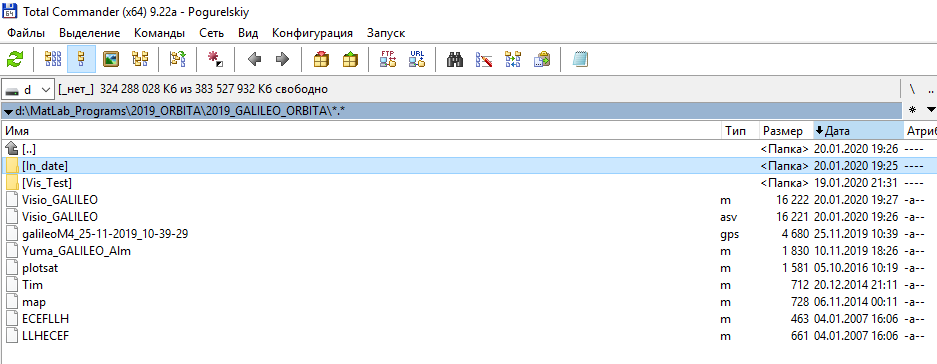 Total Commander (x64) 9.22a - Pogurelskiy
Файлы Выделение Команды Сеть Вид Конфигурация Запуск
FTP URL
d [_нет_] 324 288 028 Кб из 383 527 932 Кб свободно \ ..
d:\MatLab_Programs\2019_ORBITA\2019_GALILEO_ORBITA\*.* *
Имя Тип Размер Дата Атриб
[..] <Папка> 20.01.2020 19:26 ----
[In_date] <Папка> 20.01.2020 19:25 ----
[Vis_Test] <Папка> 19.01.2020 21:31 ----
Visio_GALILEO m 16 222 20.01.2020 19:27 -a--
Visio_GALILEO asv 16 221 20.01.2020 19:26 -a--
galileoM4_25-11-2019_10-39-29 gps 4 680 25.11.2019 10:39 -a--
Yuma_GALILEO_Alm m 1 830 10.11.2019 18:26 -a--
plotsat m 1 581 05.10.2016 10:19 -a--
Tim m 712 20.12.2014 21:11 -a--
map m 728 06.11.2014 00:11 -a--
ECEFLLH m 463 04.01.2007 16:06 -a--
LLHECEF m 661 04.01.2007 16:06 -a--